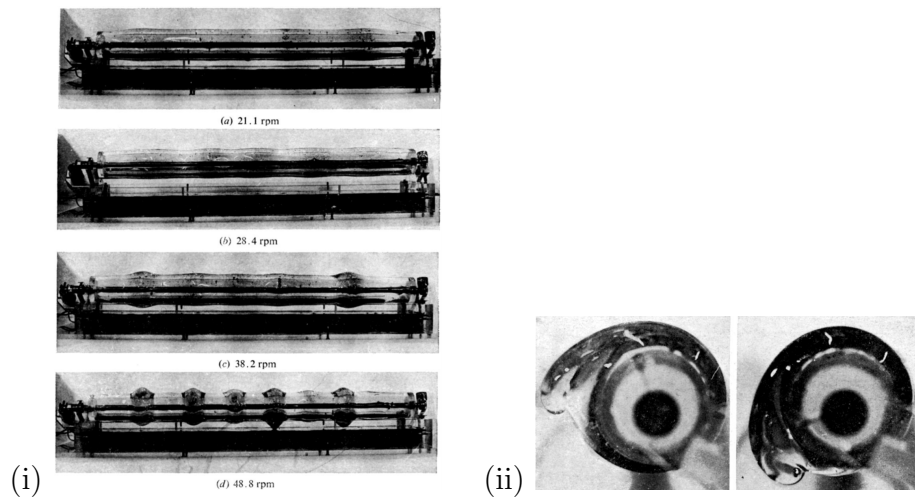 (a) 21.1 rpm
(b) 28.4 rpm
(c) 38.2 rpm
(d) 48.8 rpm
(i)
(ii)